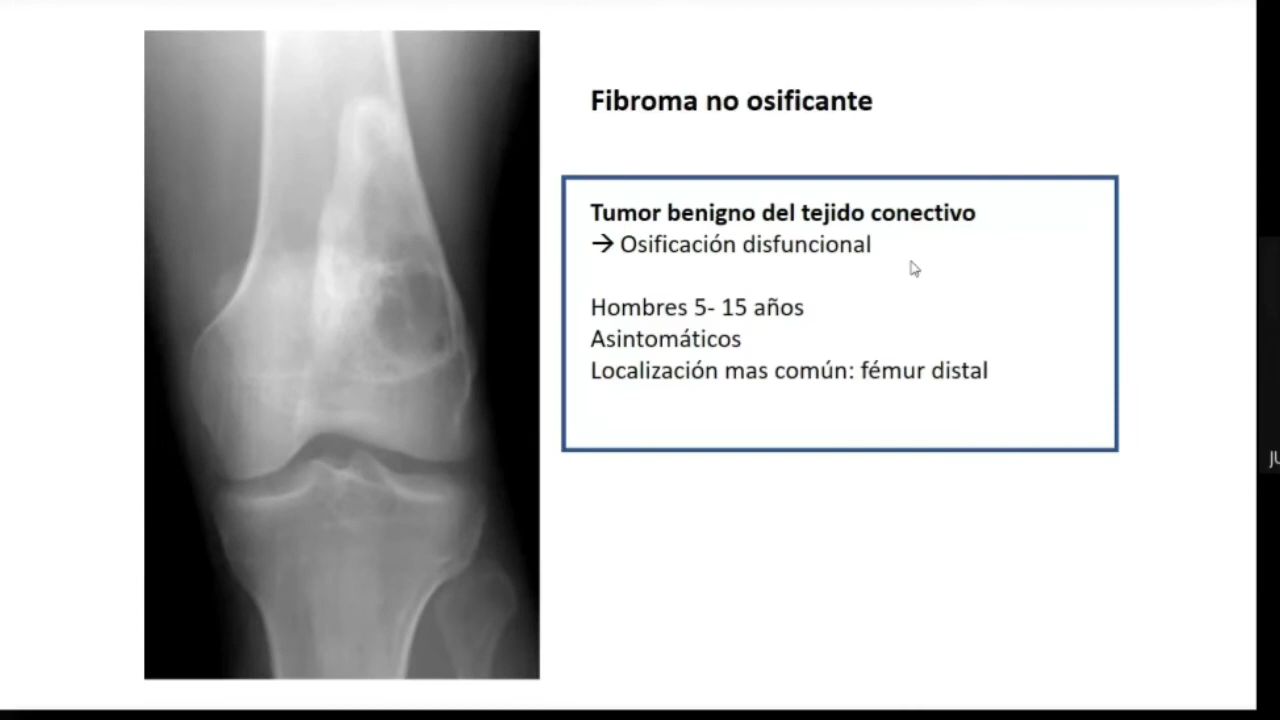 Fibroma no osificante
Tumor benigno del tejido conectivo
→ Osificación disfuncional
Hombres 5- 15 años
Asintomáticos
Localización mas común: fémur distal
JU